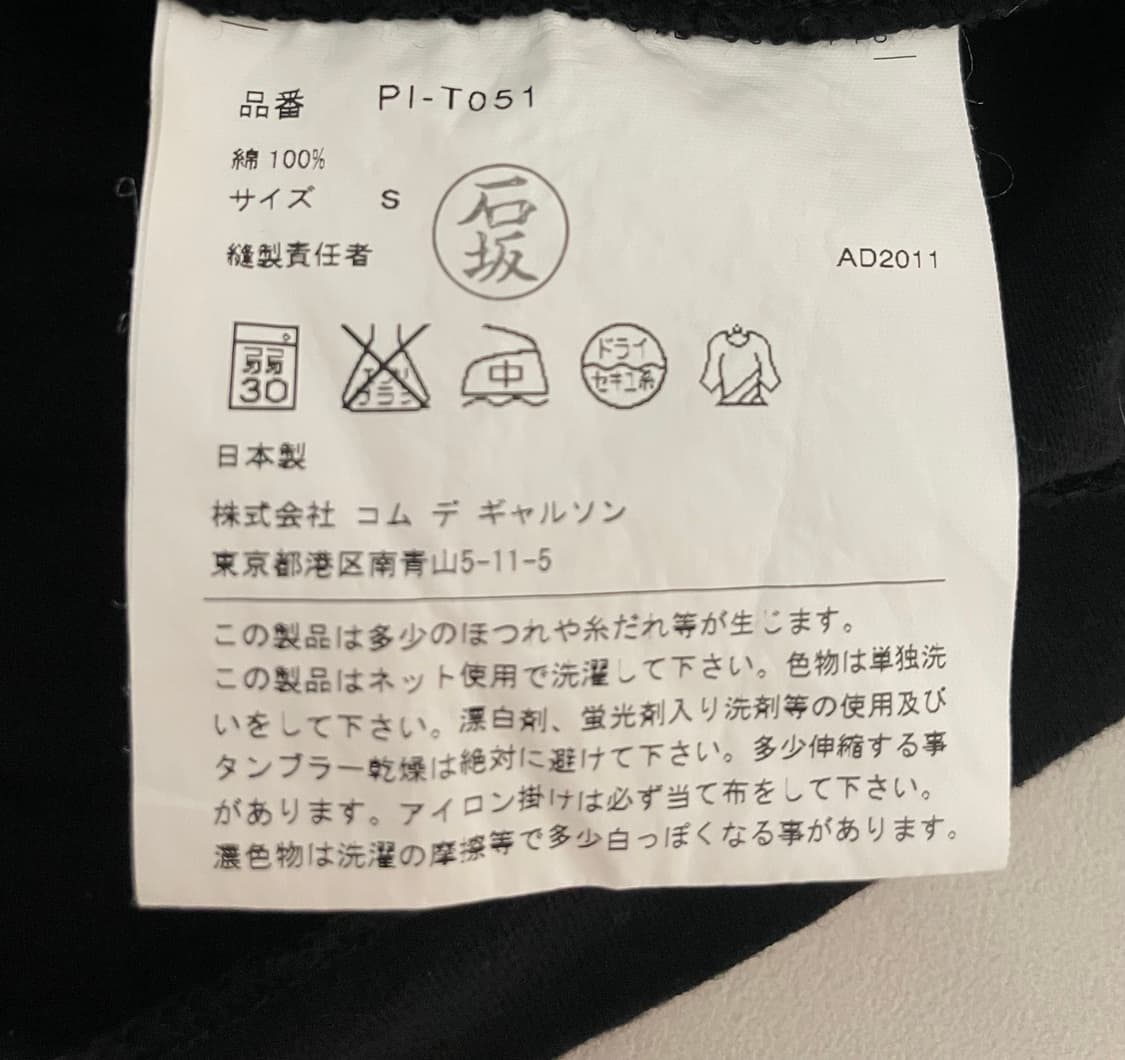 品番 PI-T051
綿 100%
サイズ S
縫製責任者 石坂
AD2011
弱 30 エンソ サラシ 中 ドライ セキユ系
日本製
株式会社 コム デ ギャルソン
東京都港区南青山5-11-5
この製品は多少のほつれや糸だれ等が生じます。
この製品はネット使用で洗濯して下さい。色物は単独洗
いをして下さい。漂白剤、蛍光剤入り洗剤等の使用及び
タンブラー乾燥は絶対に避けて下さい。多少伸縮する事
があります。アイロン掛けは必ず当て布をして下さい。
濃色物は洗濯の摩擦等で多少白っぽくなる事があります。